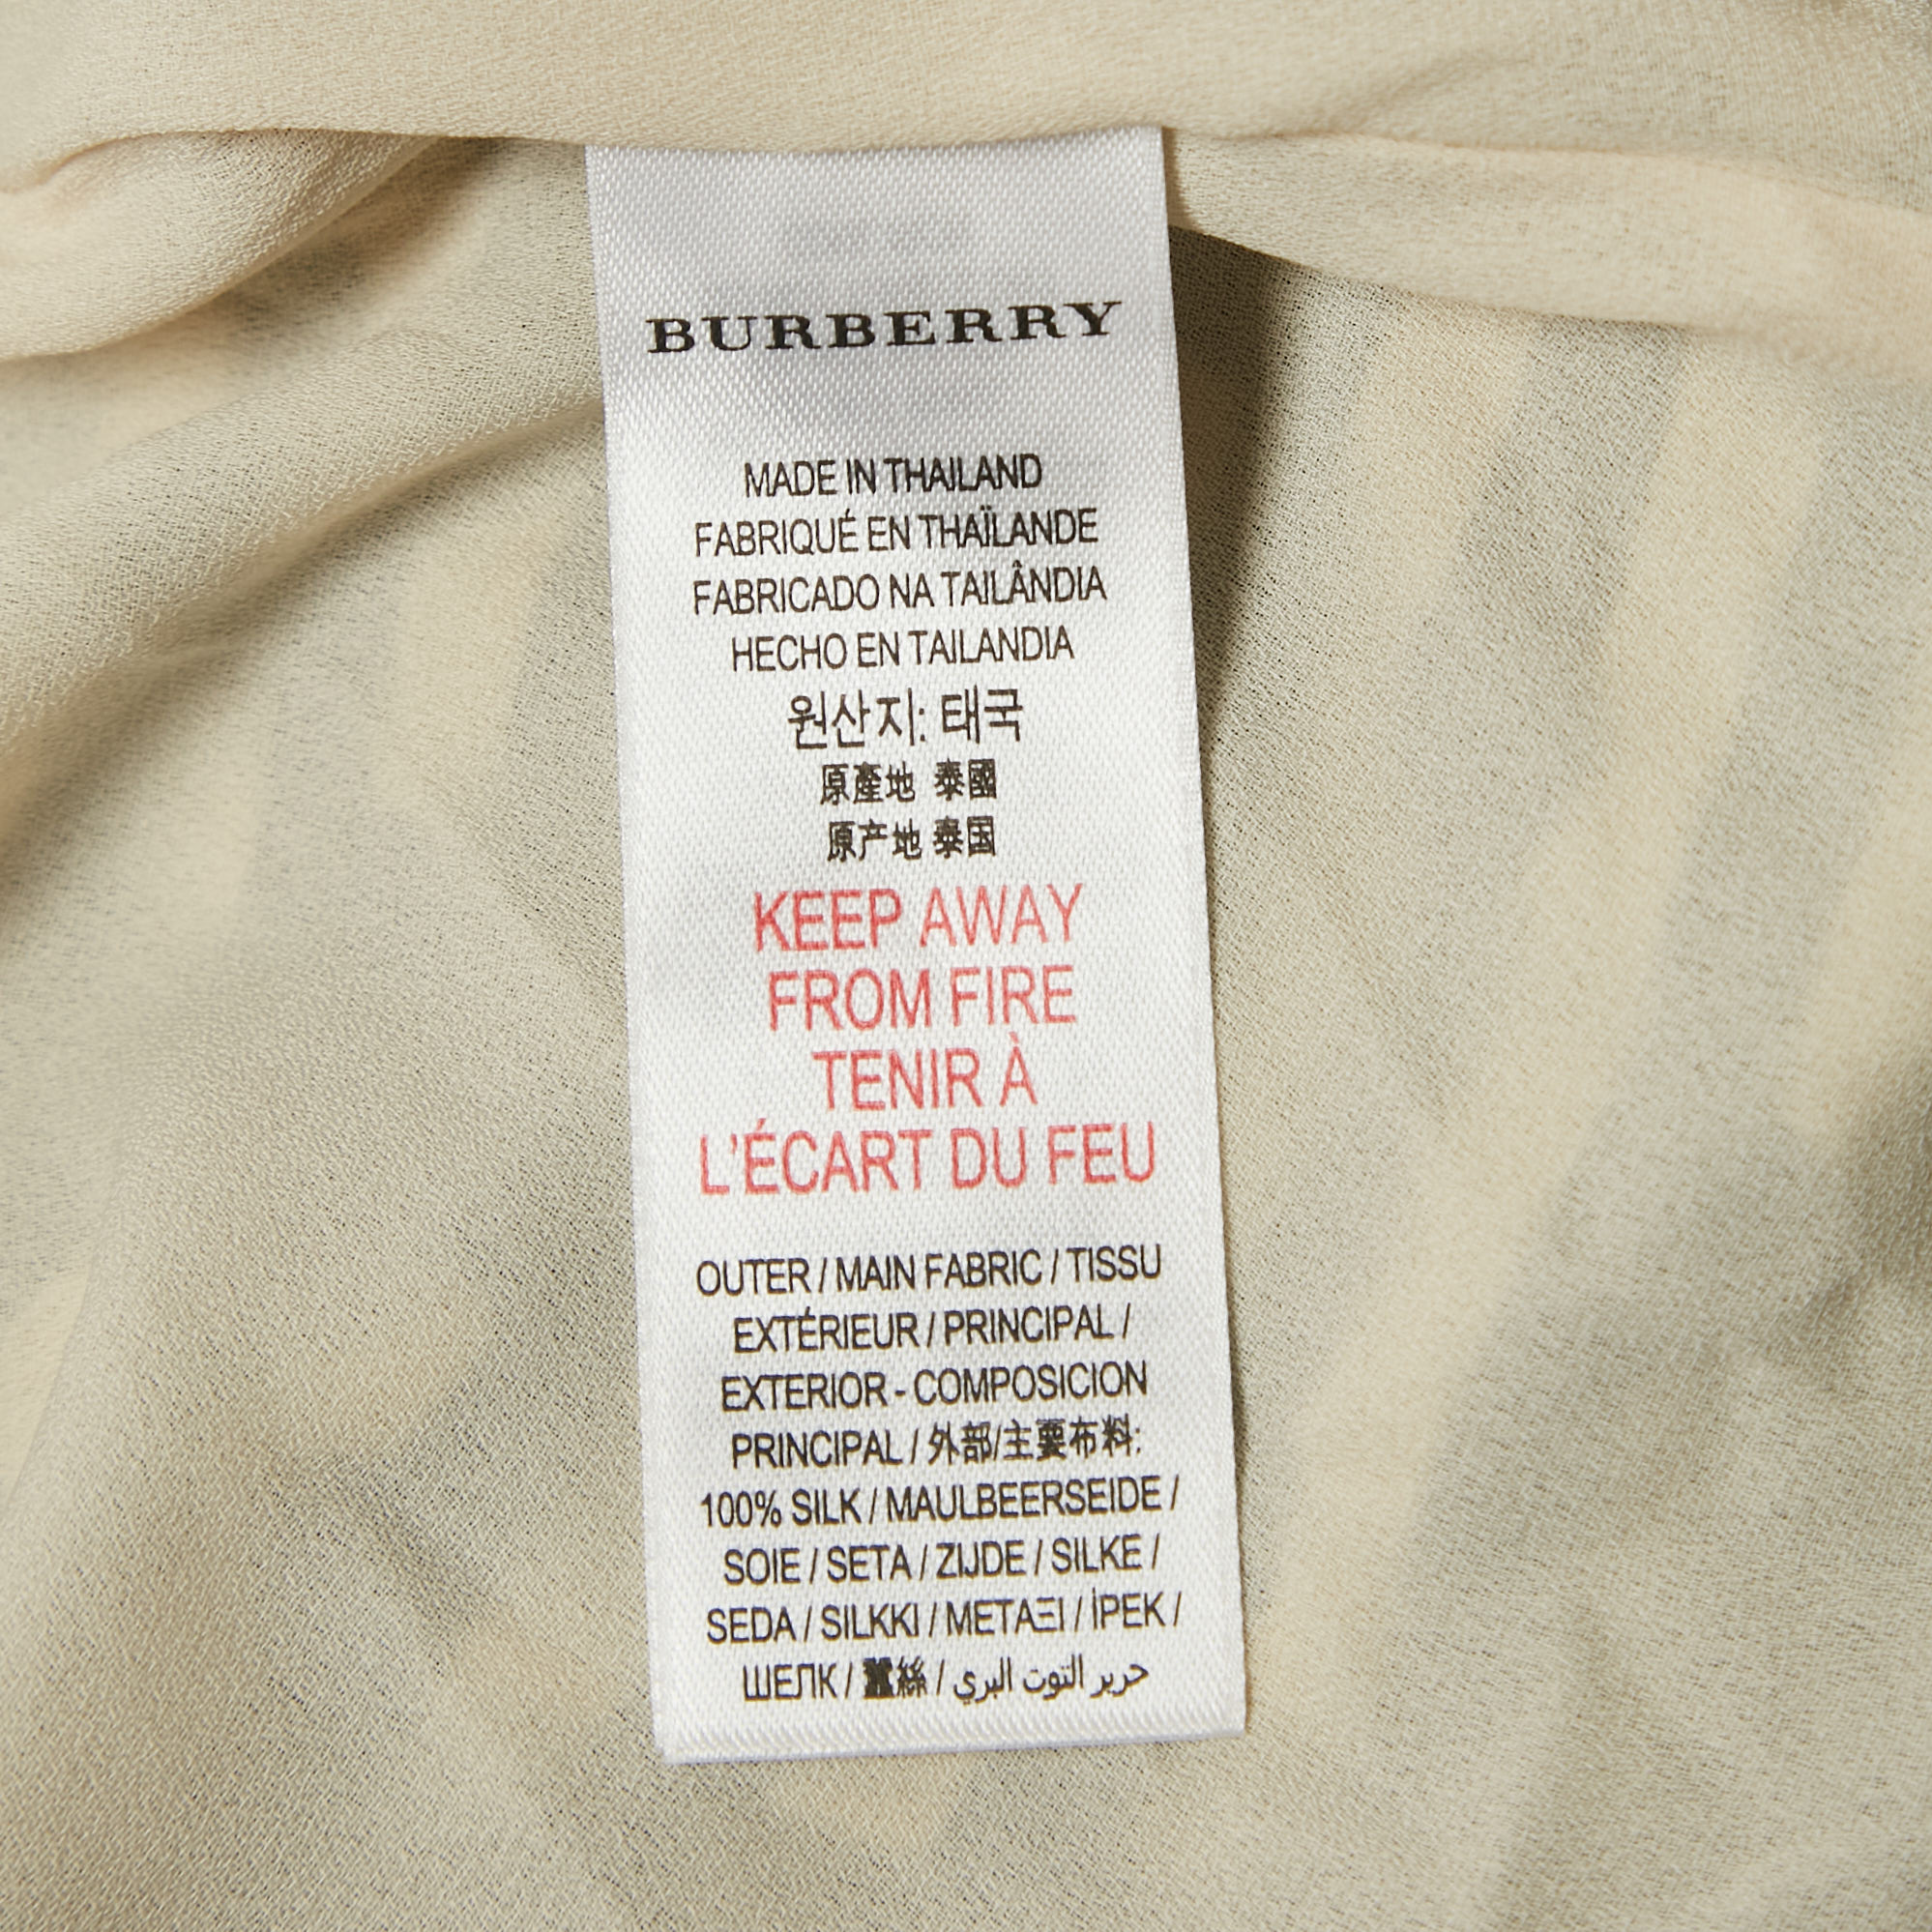 BURBERRY
MADE IN THAILAND
FABRIQUÉ EN THAÏLANDE
FABRICADO NA TAILÂNDIA
HECHO EN TAILANDIA
원산지: 태국
原產地 泰國
原产地 泰国
KEEP AWAY
FROM FIRE
TENIR À
L'ÉCART DU FEU
OUTER / MAIN FABRIC / TISSU
EXTÉRIEUR / PRINCIPAL /
EXTERIOR - COMPOSICION
PRINCIPAL / 外部/主要布料:
100% SILK / MAULBEERSEIDE /
SOIE / SETA / ZIJDE / SILKE /
SEDA / SILKKI / ΜΕΤΑΞΙ / İPEK /
ШЕЛК / 蠶絲 / حرير التوت البري